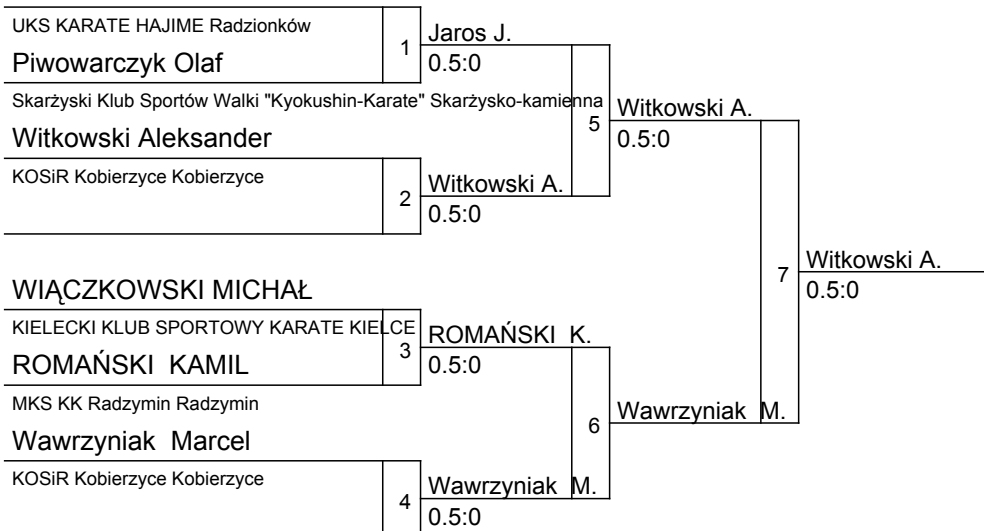 UKS KARATE HAJIME Radzionków
Piwowarczyk Olaf
1
Jaros J.
0.5:0
Skarżyski Klub Sportów Walki "Kyokushin-Karate" Skarżysko-kamienna
Witkowski Aleksander
5
Witkowski A.
0.5:0
KOSiR Kobierzyce Kobierzyce
2
Witkowski A.
0.5:0
7
Witkowski A.
0.5:0
WIĄCZKOWSKI MICHAŁ
KIELECKI KLUB SPORTOWY KARATE KIELCE
ROMAŃSKI KAMIL
3
ROMAŃSKI K.
0.5:0
MKS KK Radzymin Radzymin
Wawrzyniak Marcel
6
Wawrzyniak M.
KOSiR Kobierzyce Kobierzyce
4
Wawrzyniak M.
0.5:0